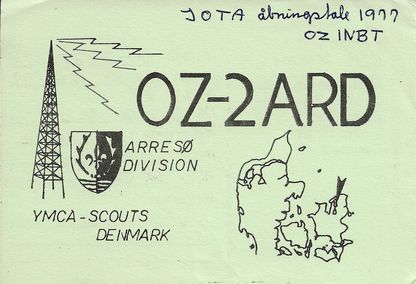 JOTA åbningstale 1977
OZ 1NBT
OZ-2ARD
ARRESØ
DIVISION
YMCA-SCOUTS
DENMARK